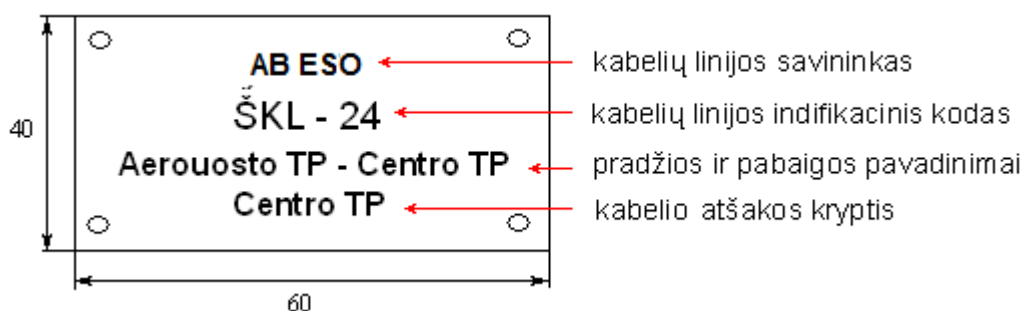 AB ESO
kabelių linijos savininkas
ŠKL - 24
kabelių linijos indifikacinis kodas
40
Aerouosto TP - Centro TP
pradžios ir pabaigos pavadinimai
Centro TP
kabelio atšakos kryptis
60